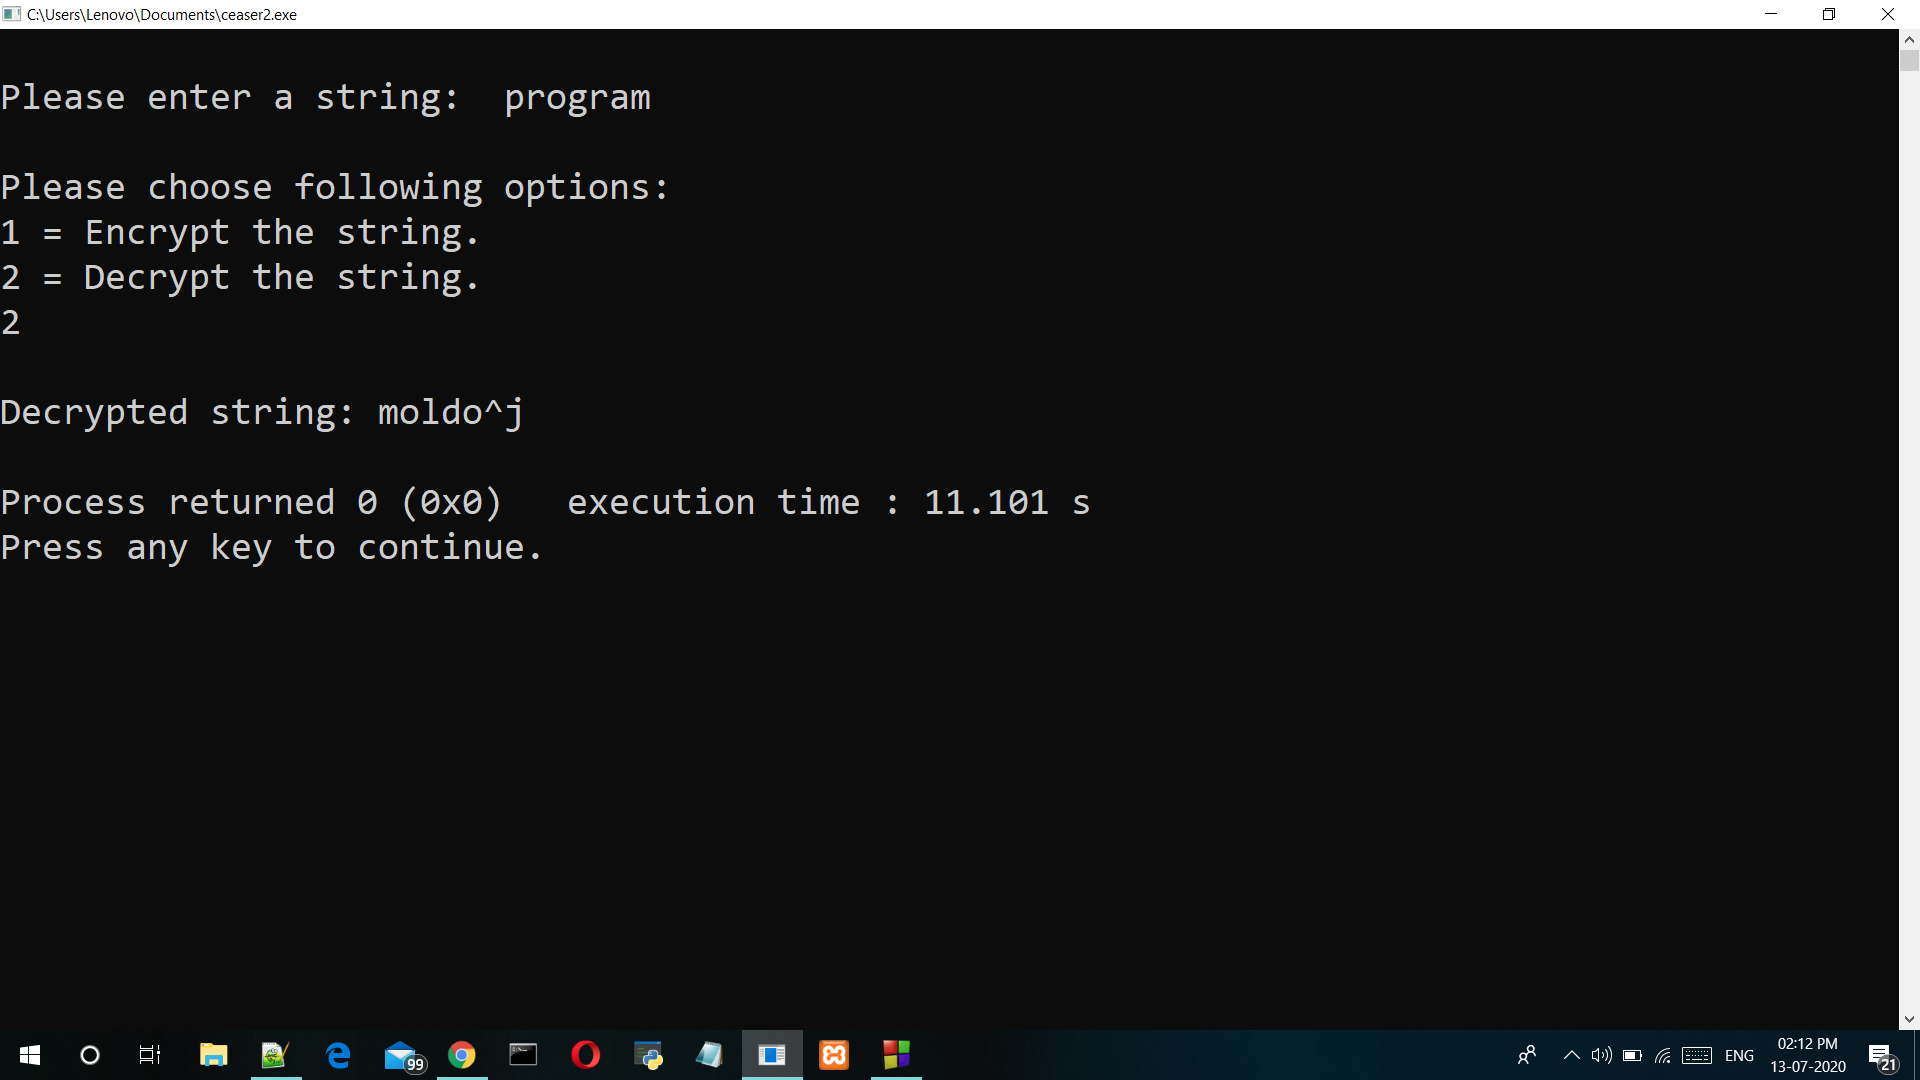 C:\Users\Lenovo\Documents\ceaser2.exe
Please enter a string:  program
Please choose following options:
1 = Encrypt the string.
2 = Decrypt the string.
2
Decrypted string: moldo^j
Process returned 0 (0x0)   execution time : 11.101 s
Press any key to continue.
99
ENG
02:12 PM
13-07-2020
21